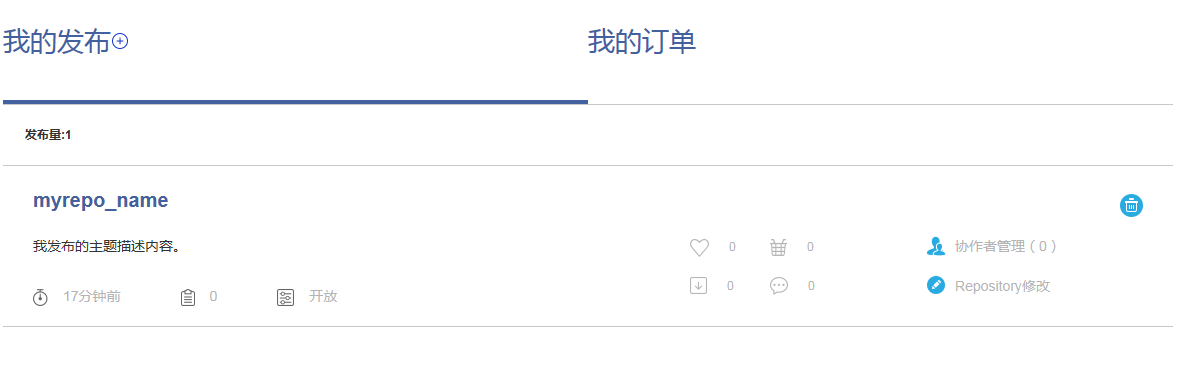 我的发布
我的订单
发布量:1
myrepo_name
我发布的主题描述内容。
0
0
协作者管理 ( 0 )
17分钟前
0
开放
0
0
Repository修改